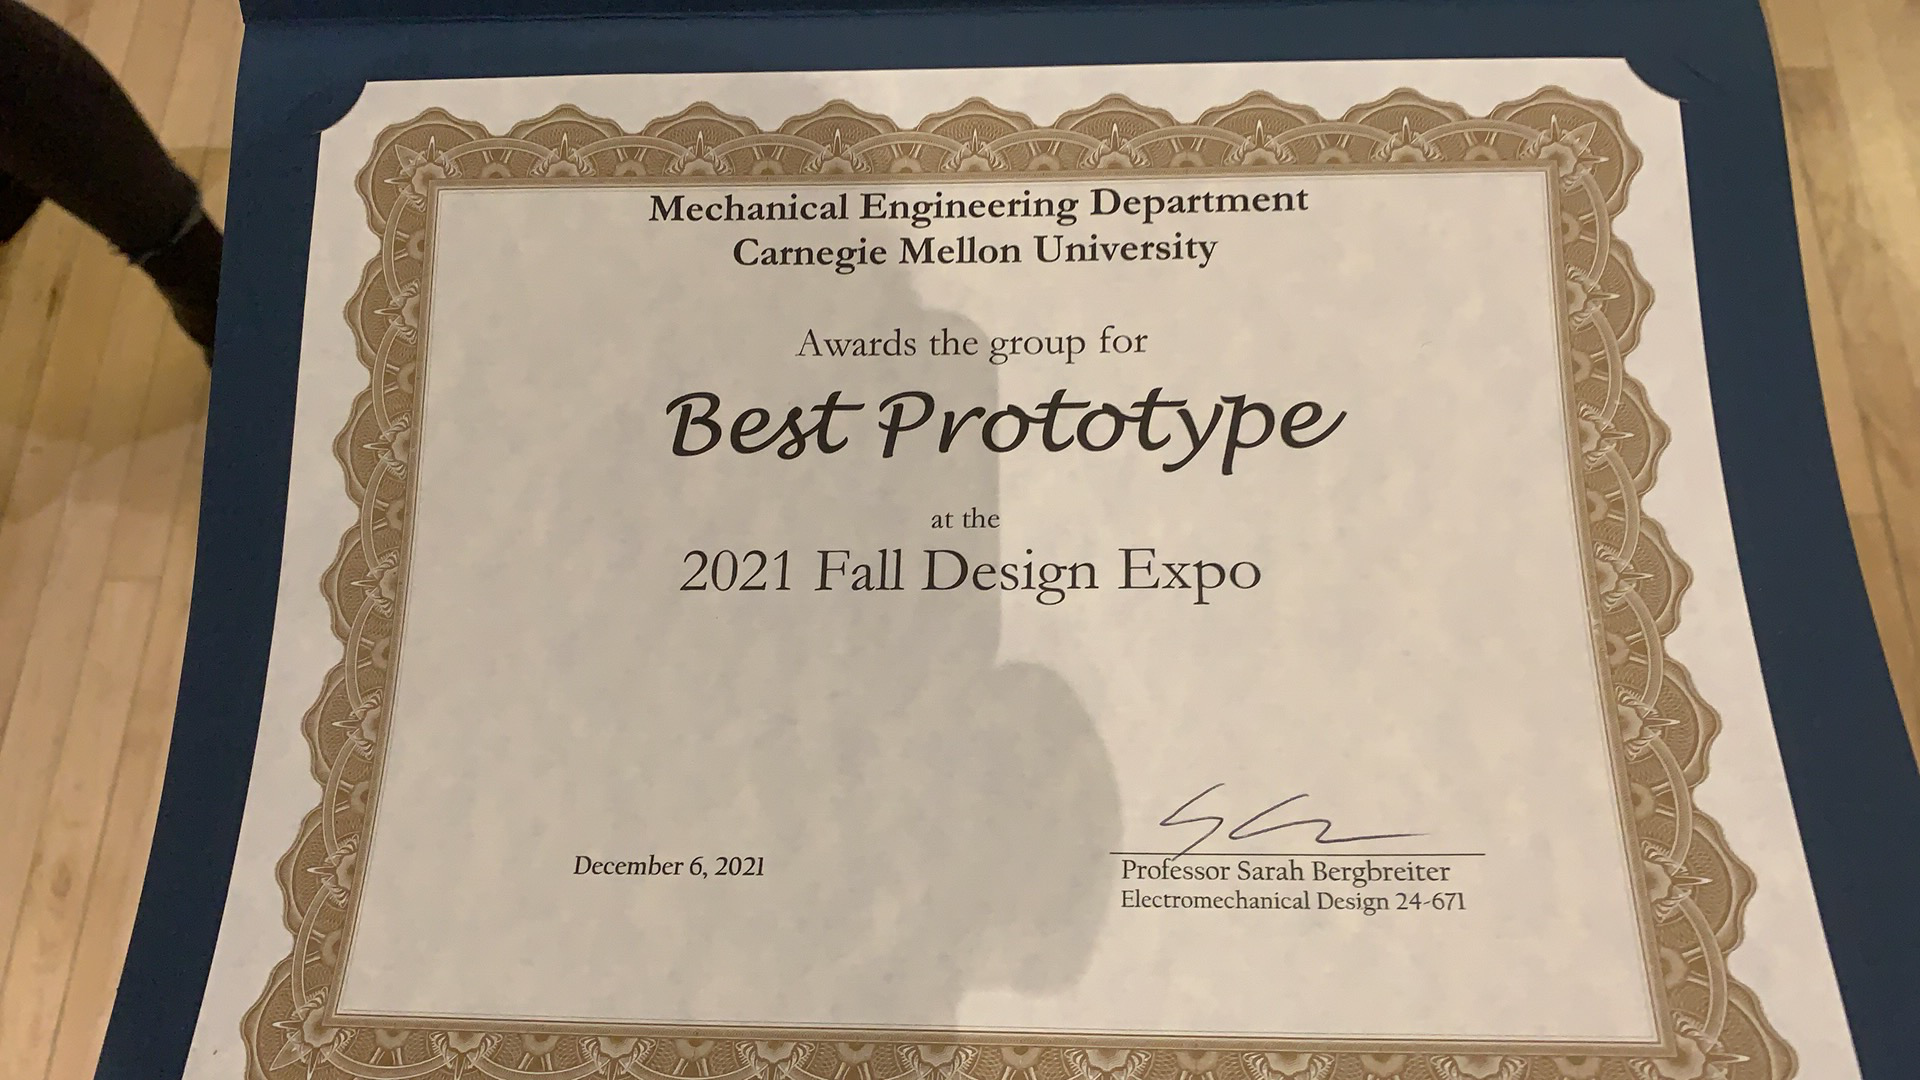 Mechanical Engineering Department
Carnegie Mellon University
Awards the group for
Best Prototype
at the
2021 Fall Design Expo
December 6, 2021
Professor Sarah Bergbreiter
Electromechanical Design 24-671